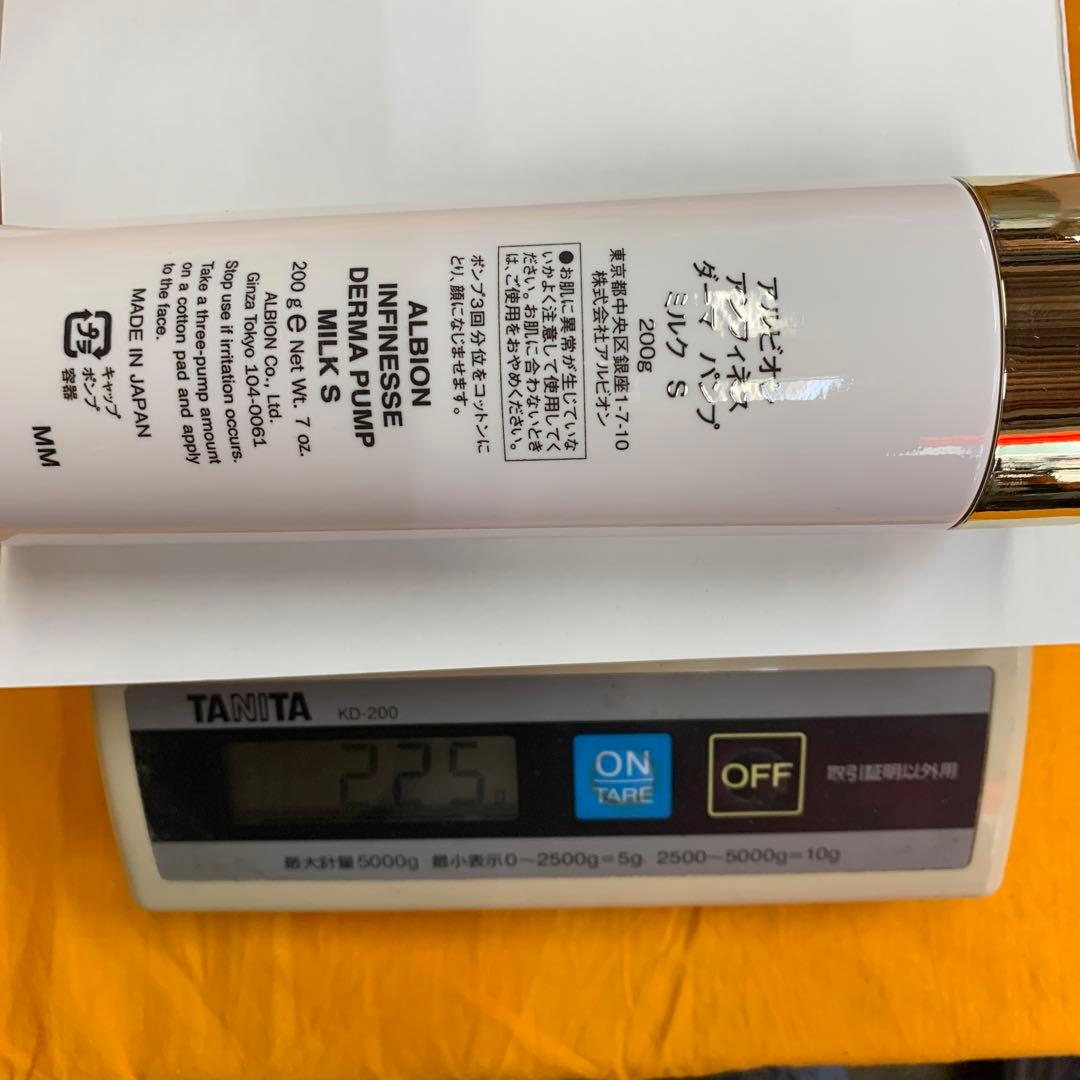 アルビオン
アンフィネス
ダーマ パンプ
ミルク S
200g
東京都中央区銀座1-7-10
株式会社アルビオン
●お肌に異常が生じていな
いかよく注意して使用してく
ださい。お肌に合わないとき
は、ご使用をおやめください。
ポンプ3回分位をコットンに
とり、顔になじませます。
ALBION
INFINESSE
DERMA PUMP
MILK S
200 g ℮ Net Wt. 7 oz.
ALBION Co., Ltd.
Ginza Tokyo 104-0061
Stop use if irritation occurs.
Take a three-pump amount
on a cotton pad and apply
to the face.
MADE IN JAPAN
プラ
キャップ
ポンプ
容器
MM
TANITA KD-200
225g
ON
TARE
OFF
取引証明以外用
最大計量5000g 最小表示0~2500g=5g 2500~5000g=10g